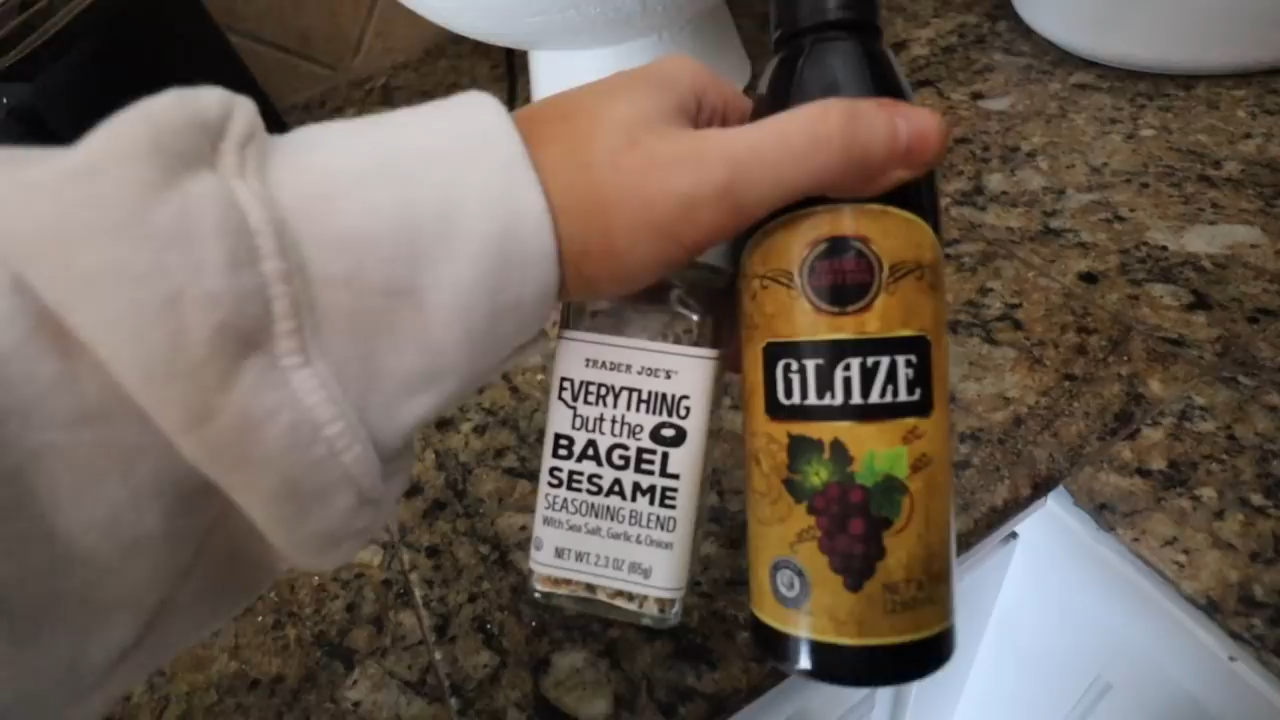 TRADER JOE'S
EVERYTHING
but the
BAGEL
SESAME
SEASONING BLEND
With Sea Salt, Garlic & Onion
NET WT. 2.3 OZ (65g)
GLAZE